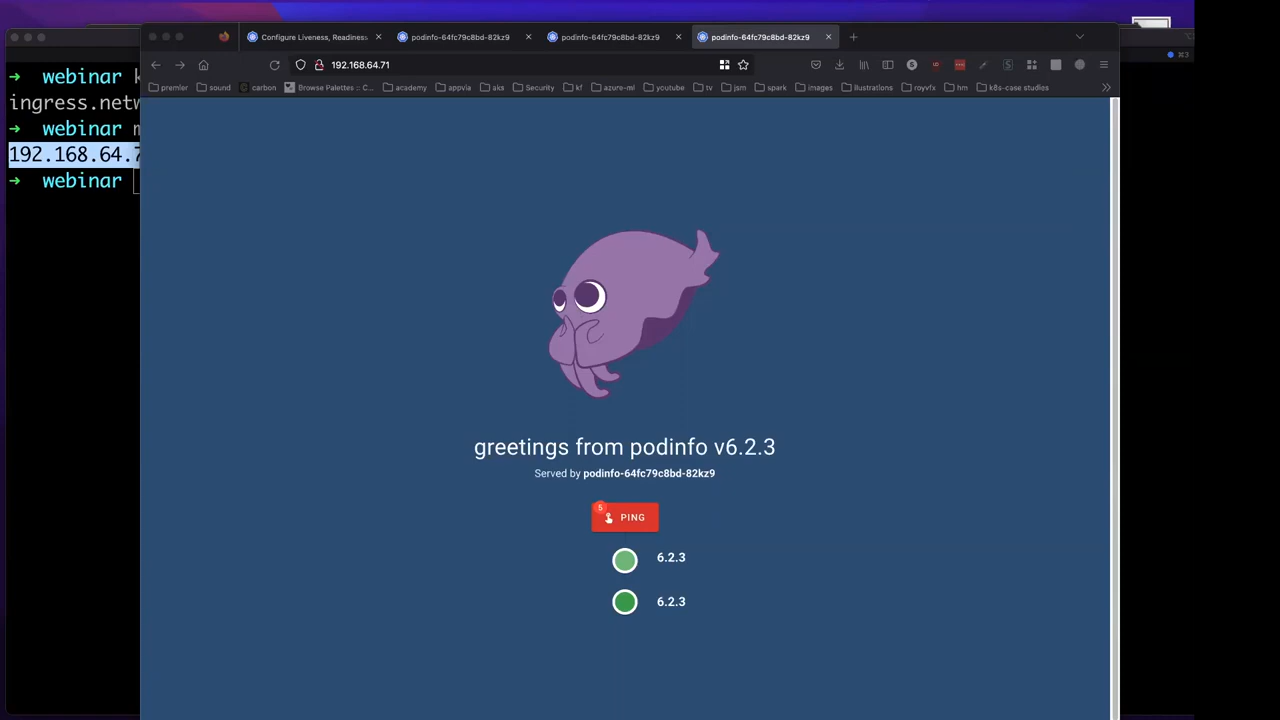 Configure Liveness, Readiness
podinfo-64fc79c8bd-82kz9
podinfo-64fc79c8bd-82kz9
podinfo-64fc79c8bd-82kz9
192.168.64.71
premier
sound
carbon
Browse Palettes :: C…
academy
appvia
aks
Security
kf
azure-ml
youtube
tv
jsm
spark
images
ilustrations
royvfx
hm
k8s-case studies
⌘3
→ webinar
ingress.netw
→ webinar
192.168.64.7
→ webinar
greetings from podinfo v6.2.3
Served by podinfo-64fc79c8bd-82kz9
5
PING
6.2.3
6.2.3